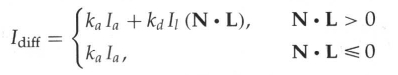 I_diff = { k_a I_a + k_d I_l (N • L), N • L > 0
k_a I_a, N • L ≤ 0